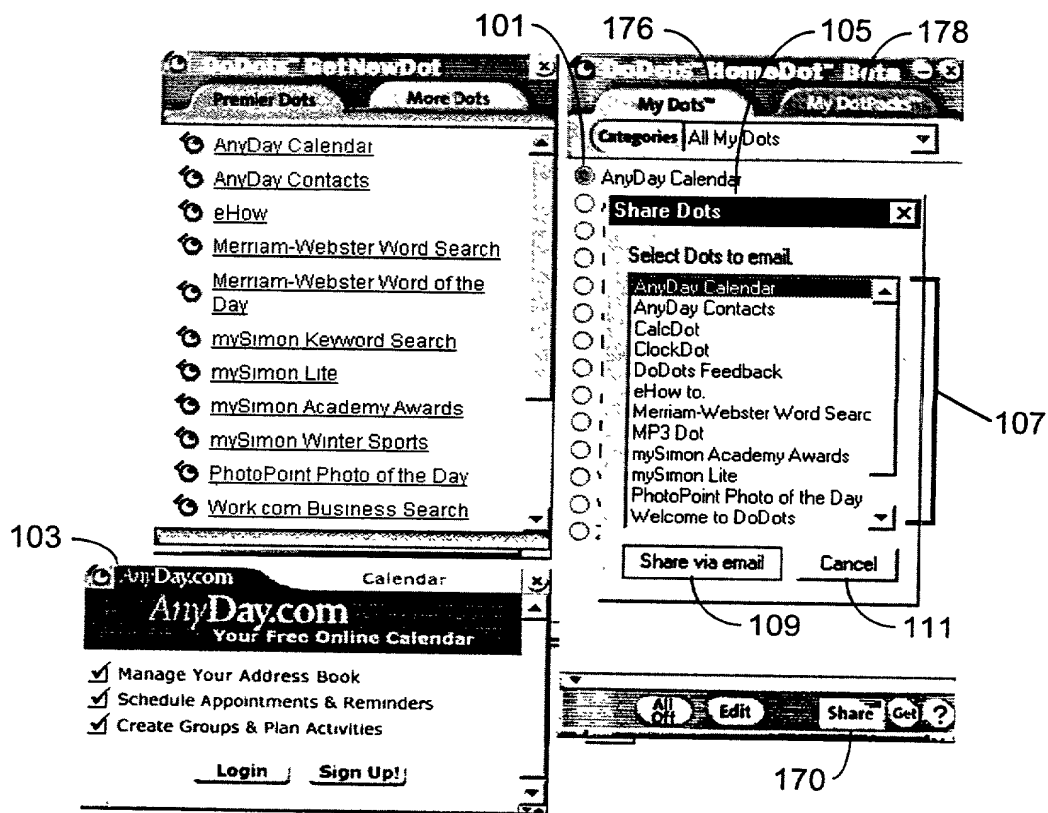 101
176
105
178
DoDots™ GetNewDot
Premier Dots
More Dots
AnyDay Calendar
AnyDay Contacts
eHow
Merriam-Webster Word Search
Merriam-Webster Word of the
Day
mySimon Keyword Search
mySimon Lite
mySimon Academy Awards
mySimon Winter Sports
PhotoPoint Photo of the Day
Work com Business Search
DoDots™ HomeDot™ Beta
My Dots™
My DotPacks
Categories
All My Dots
AnyDay Calendar
Share Dots
Select Dots to email.
AnyDay Calendar
AnyDay Contacts
CalcDot
ClockDot
DoDots Feedback
eHow to.
Merriam-Webster Word Searc
MP3 Dot
mySimon Academy Awards
mySimon Lite
PhotoPoint Photo of the Day
Welcome to DoDots
107
Share via email
Cancel
109
111
103
AnyDay.com
Calendar
AnyDay.com
Your Free Online Calendar
Manage Your Address Book
Schedule Appointments & Reminders
Create Groups & Plan Activities
Login
Sign Up!
All
Off
Edit
Share
Get
?
170